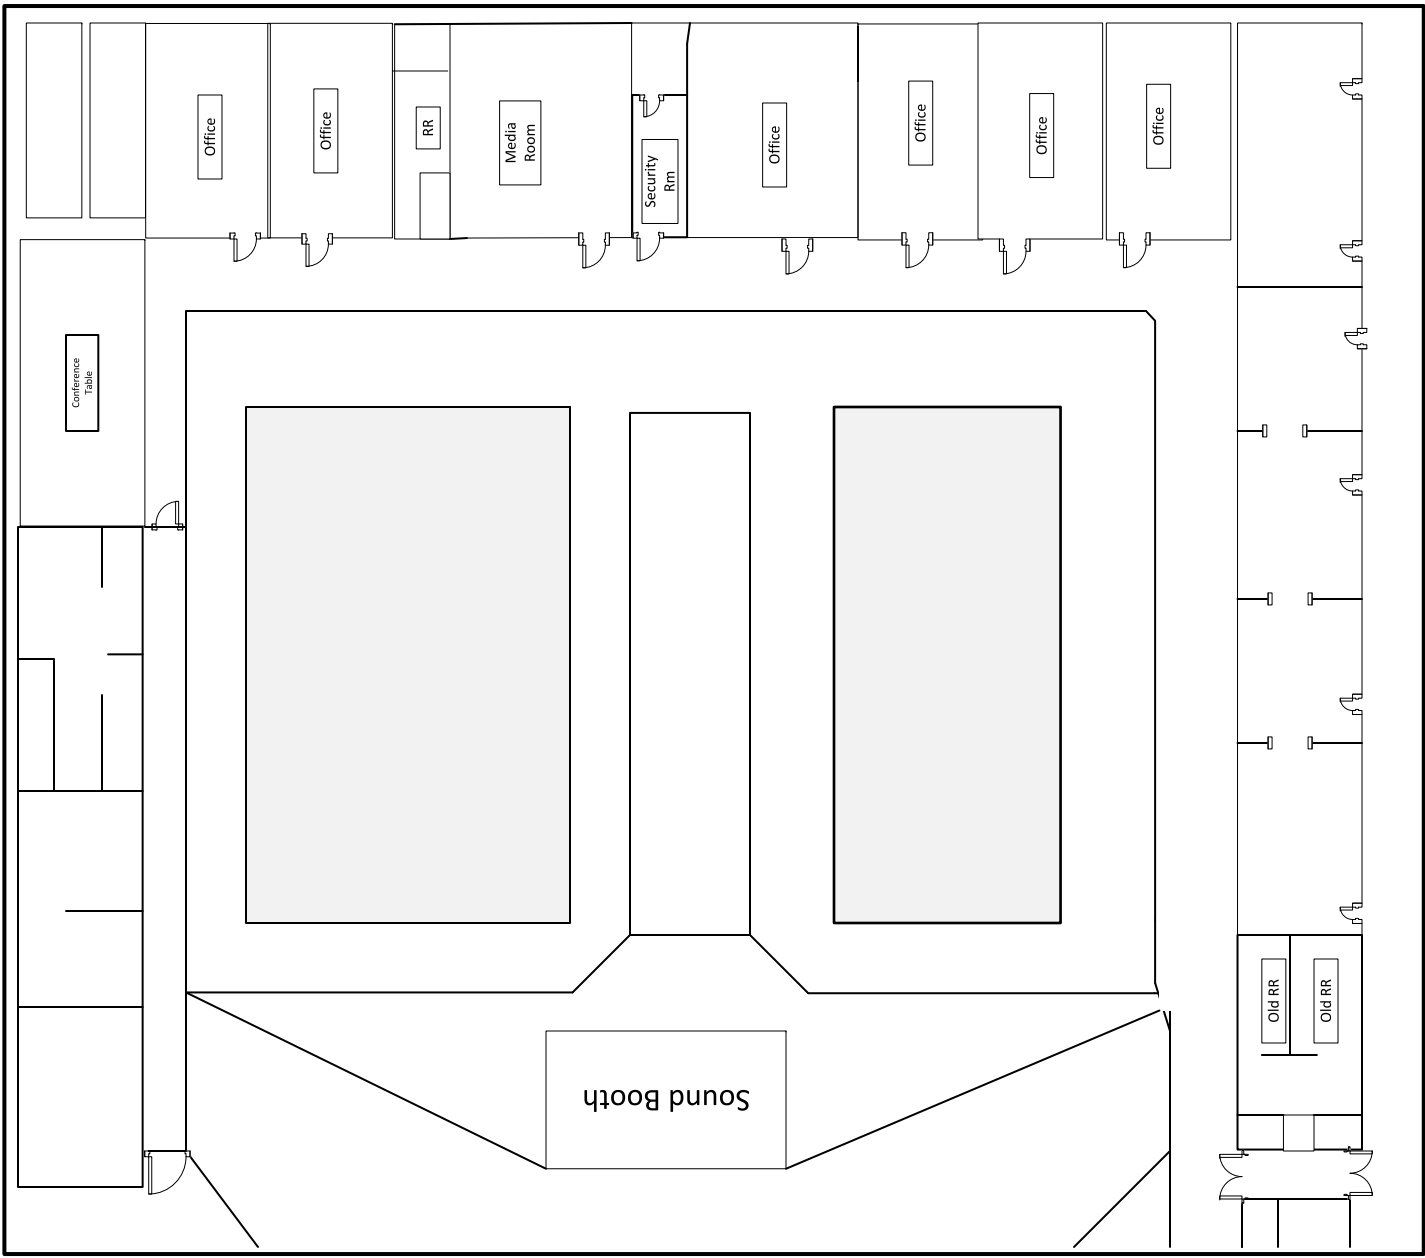 Office
Office
RR
Media
Room
Security
Rm
Office
Office
Office
Office
Conference
Table
Old RR
Old RR
Sound Booth